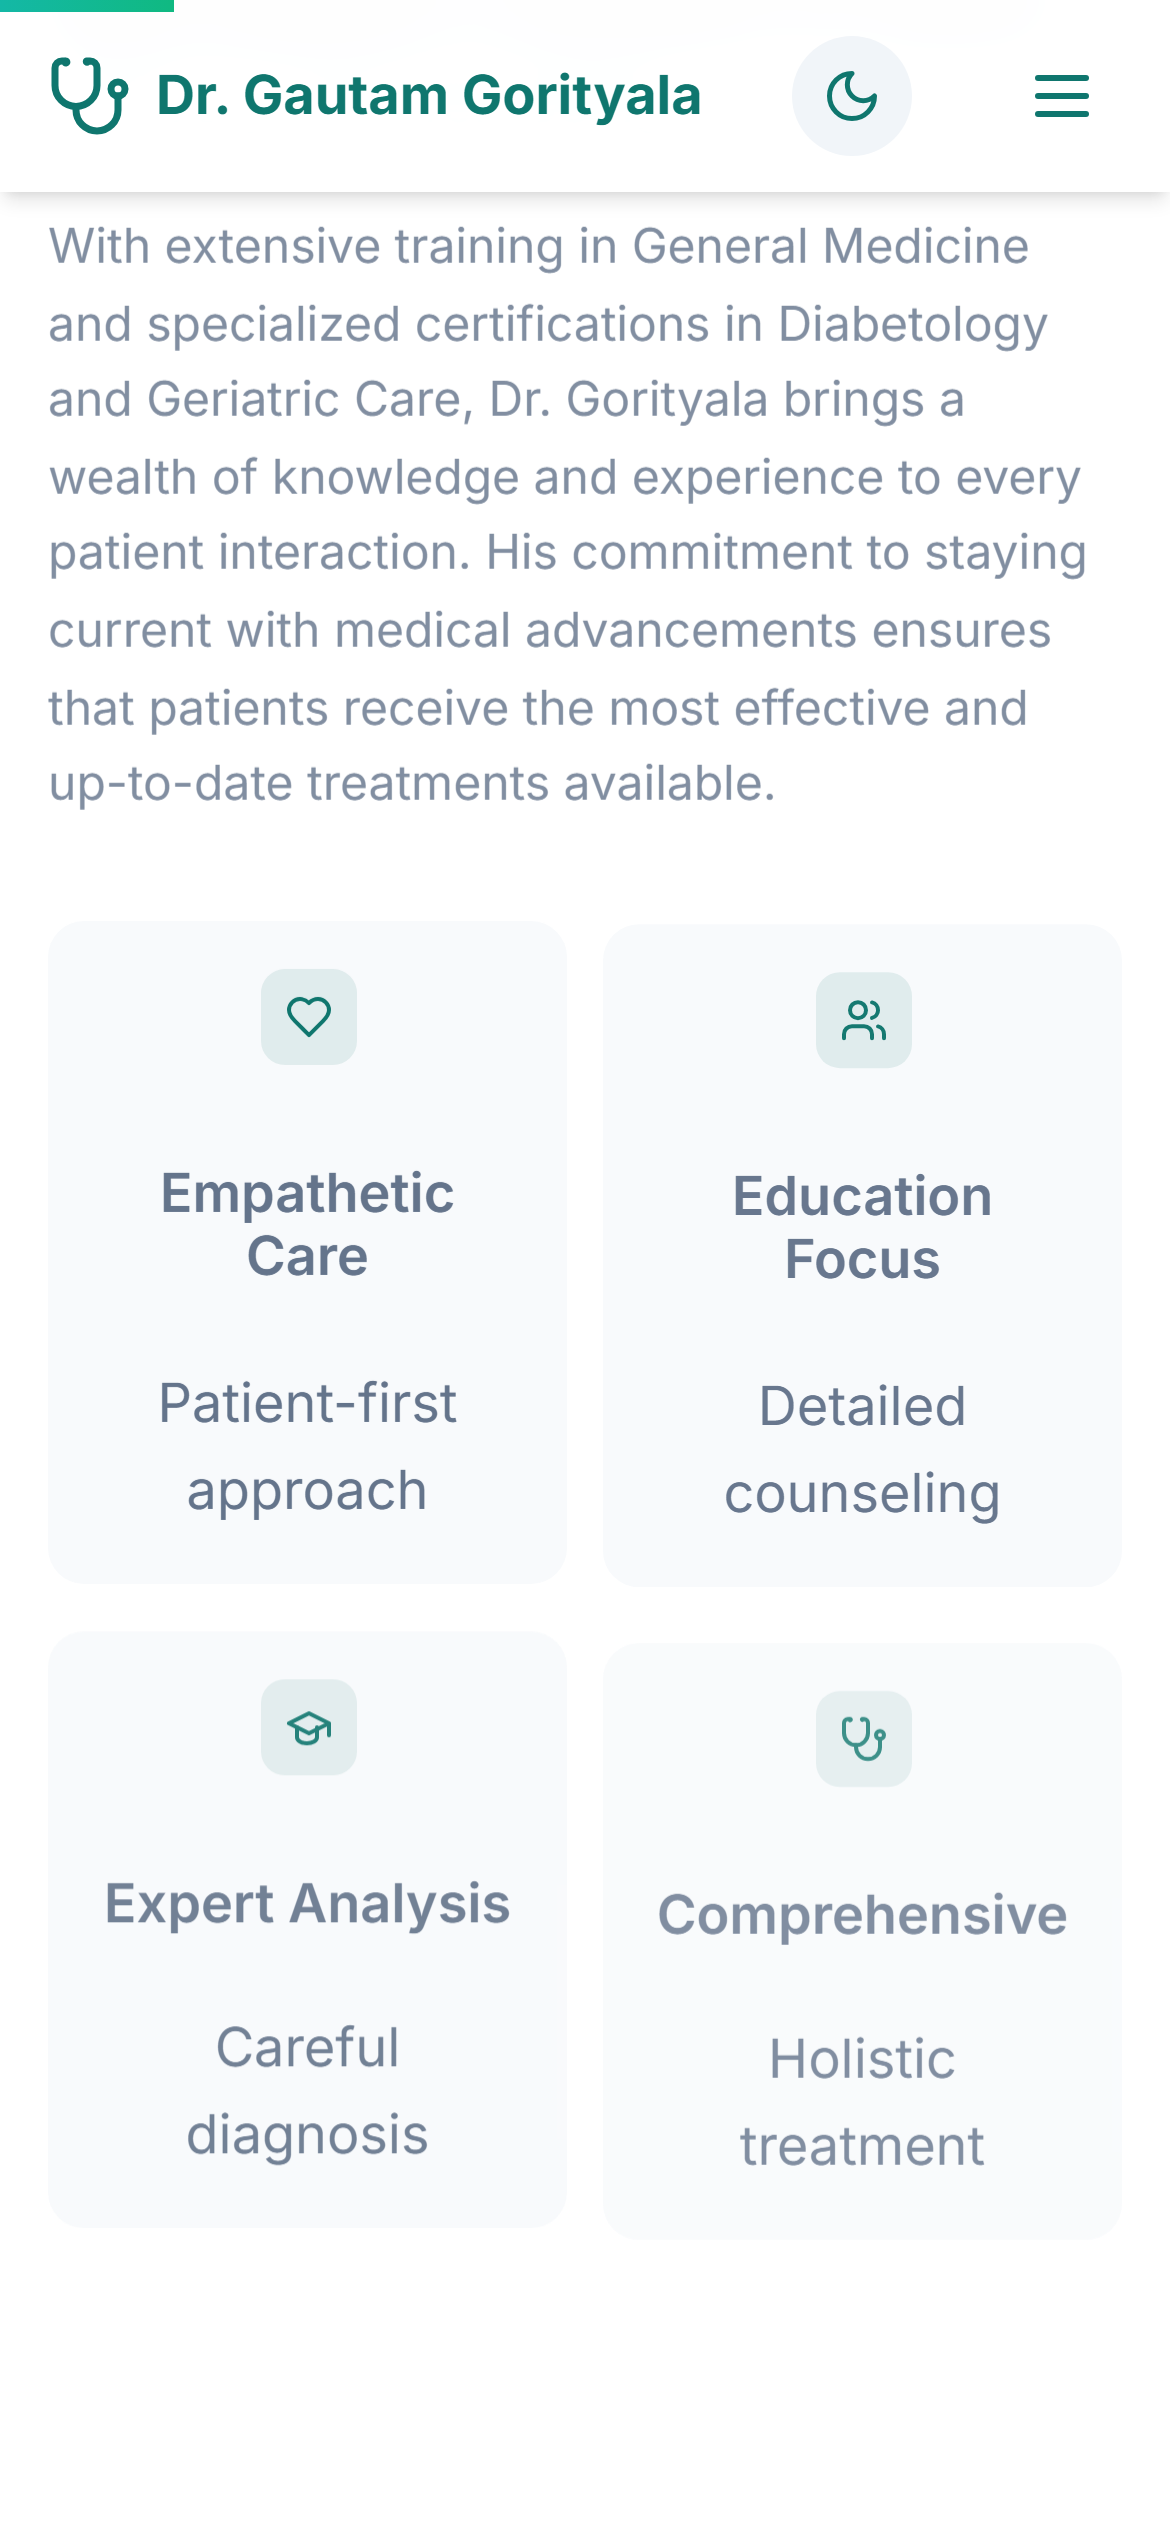 Dr. Gautam Gorityala
With extensive training in General Medicine
and specialized certifications in Diabetology
and Geriatric Care, Dr. Gorityala brings a
wealth of knowledge and experience to every
patient interaction. His commitment to staying
current with medical advancements ensures
that patients receive the most effective and
up-to-date treatments available.
Empathetic
Care
Patient-first
approach
Education
Focus
Detailed
counseling
Expert Analysis
Careful
diagnosis
Comprehensive
Holistic
treatment